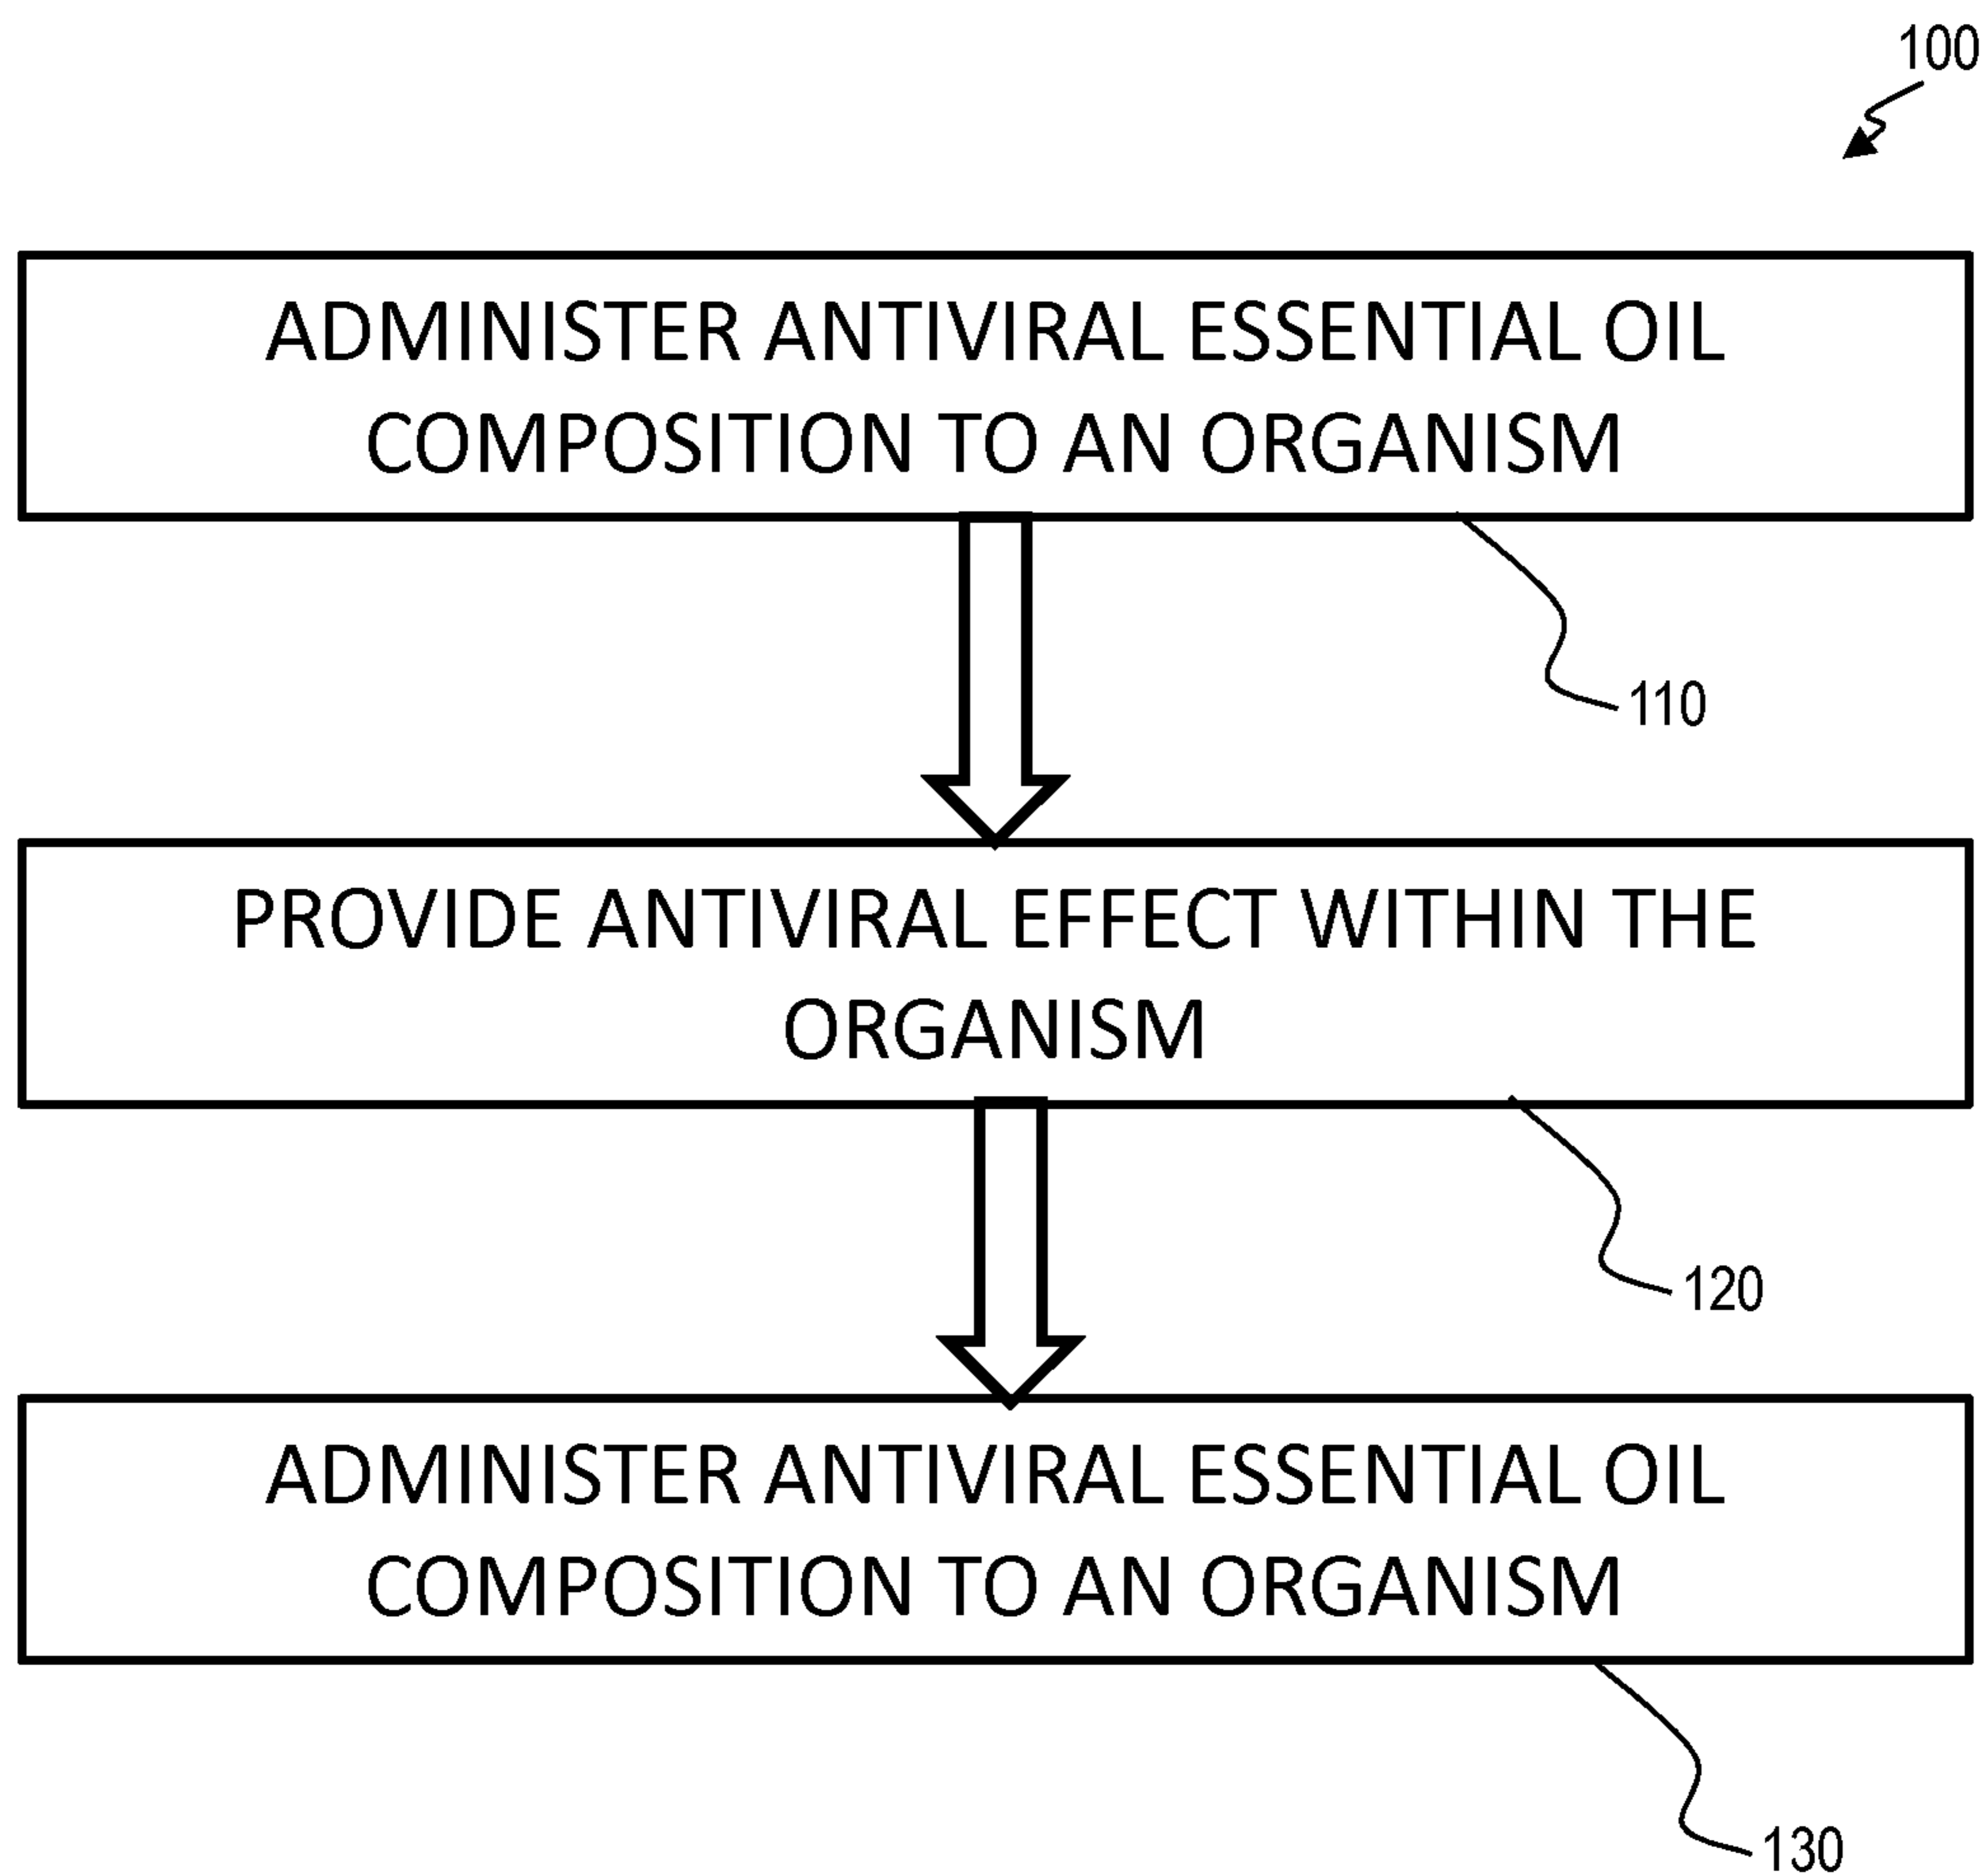 100
ADMINISTER ANTIVIRAL ESSENTIAL OIL
COMPOSITION TO AN ORGANISM
110
PROVIDE ANTIVIRAL EFFECT WITHIN THE
ORGANISM
120
ADMINISTER ANTIVIRAL ESSENTIAL OIL
COMPOSITION TO AN ORGANISM
130